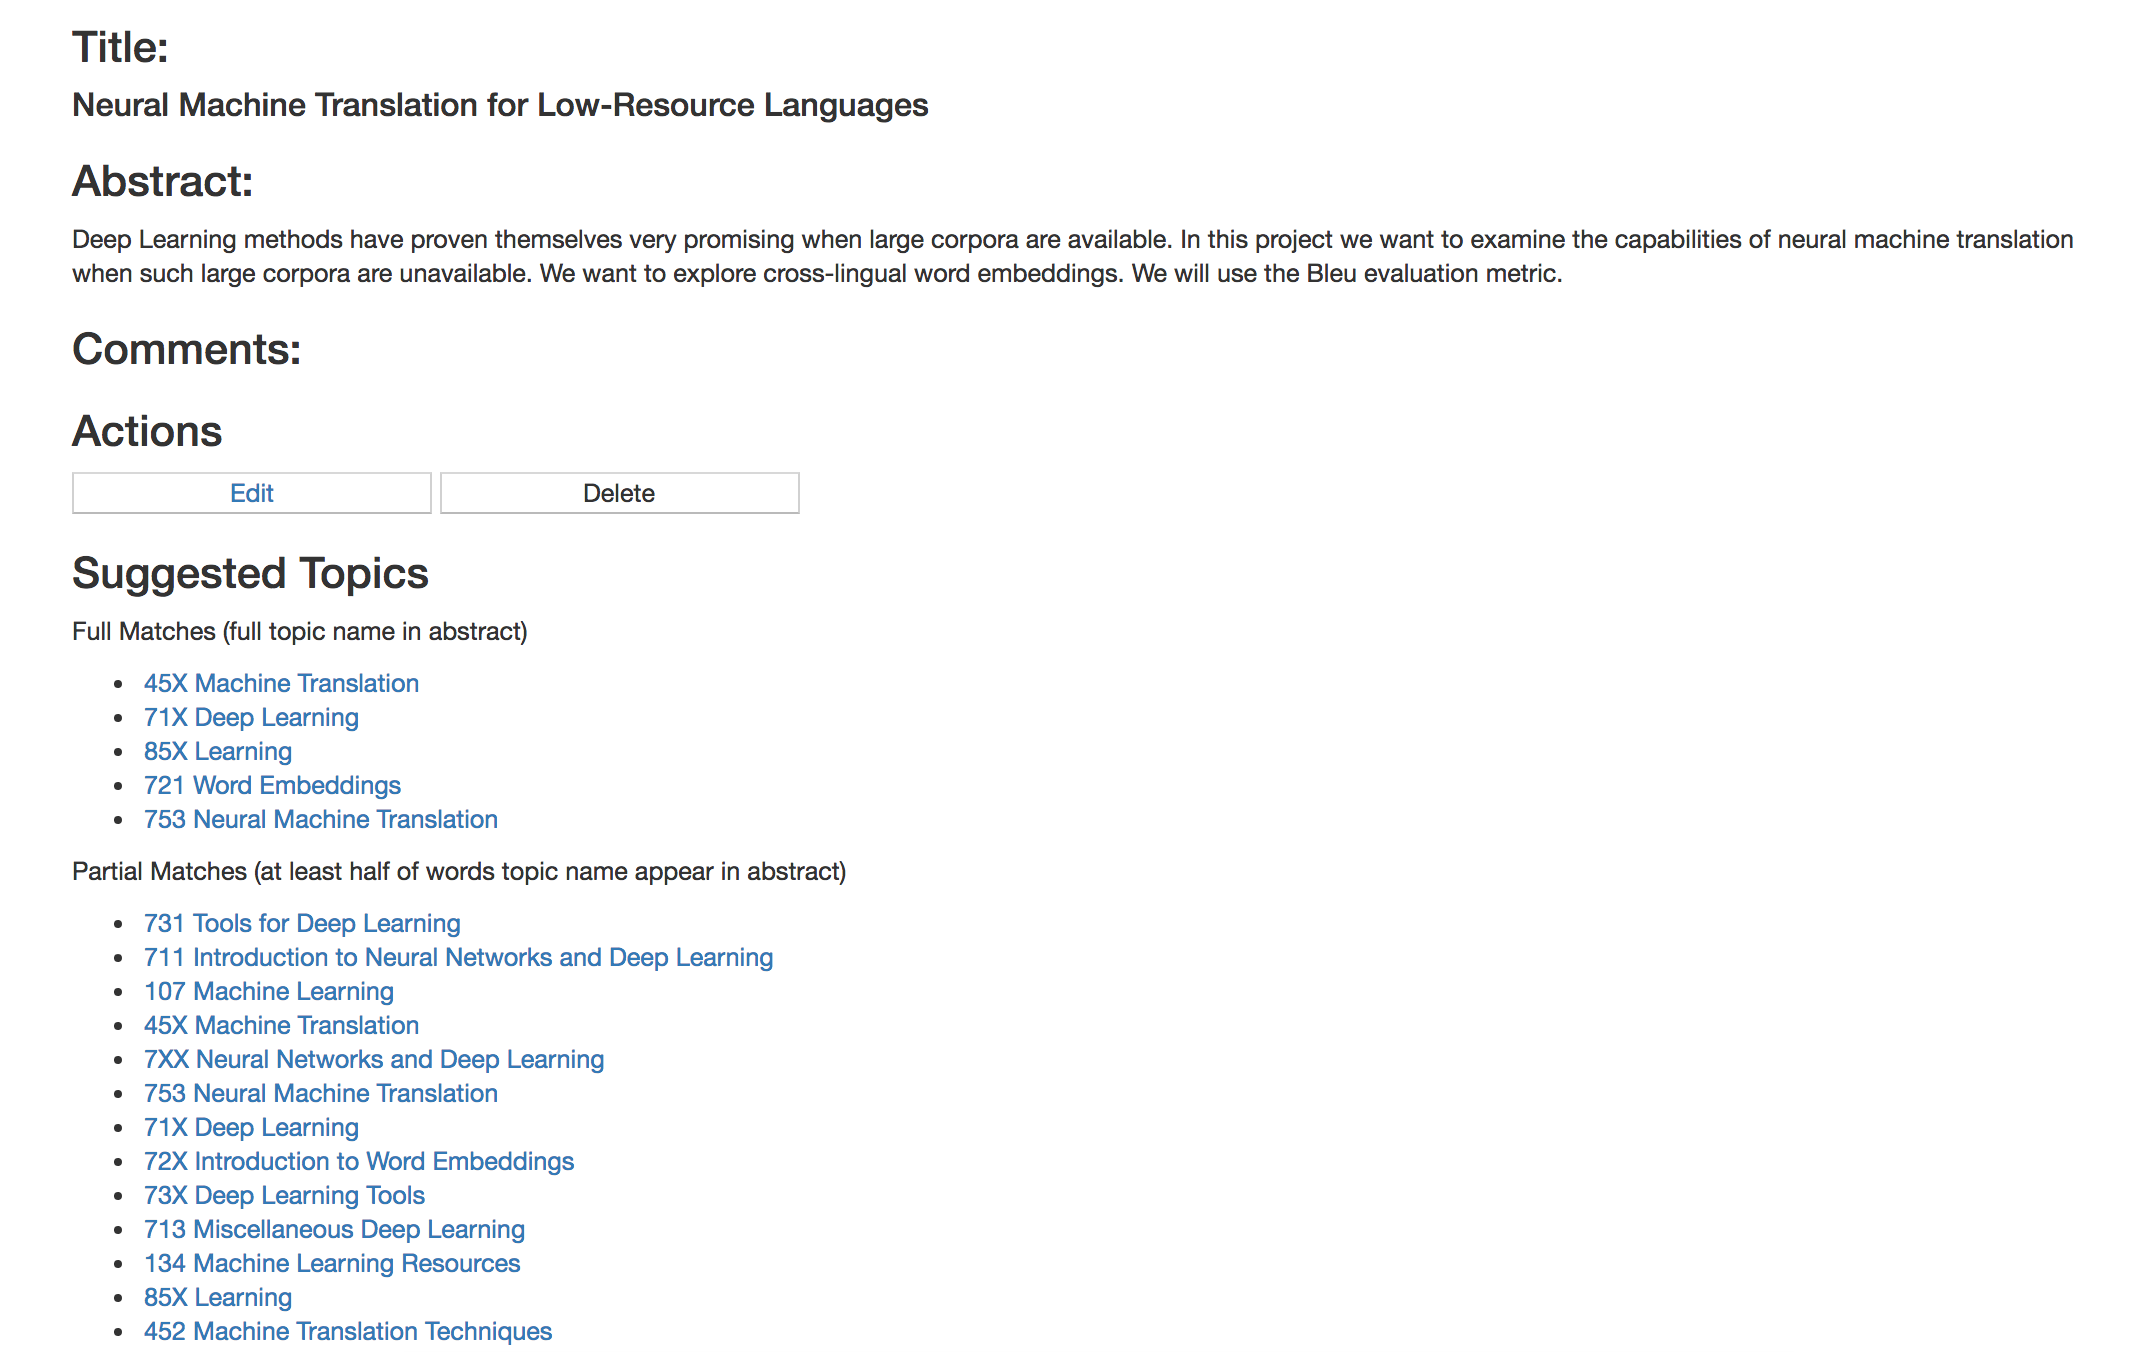 Title:
Neural Machine Translation for Low-Resource Languages
Abstract:
Deep Learning methods have proven themselves very promising when large corpora are available. In this project we want to examine the capabilities of neural machine translation
when such large corpora are unavailable. We want to explore cross-lingual word embeddings. We will use the Bleu evaluation metric.
Comments:
Actions
Edit Delete
Suggested Topics
Full Matches (full topic name in abstract)
• 45X Machine Translation
• 71X Deep Learning
• 85X Learning
• 721 Word Embeddings
• 753 Neural Machine Translation
Partial Matches (at least half of words topic name appear in abstract)
• 731 Tools for Deep Learning
• 711 Introduction to Neural Networks and Deep Learning
• 107 Machine Learning
• 45X Machine Translation
• 7XX Neural Networks and Deep Learning
• 753 Neural Machine Translation
• 71X Deep Learning
• 72X Introduction to Word Embeddings
• 73X Deep Learning Tools
• 713 Miscellaneous Deep Learning
• 134 Machine Learning Resources
• 85X Learning
• 452 Machine Translation Techniques